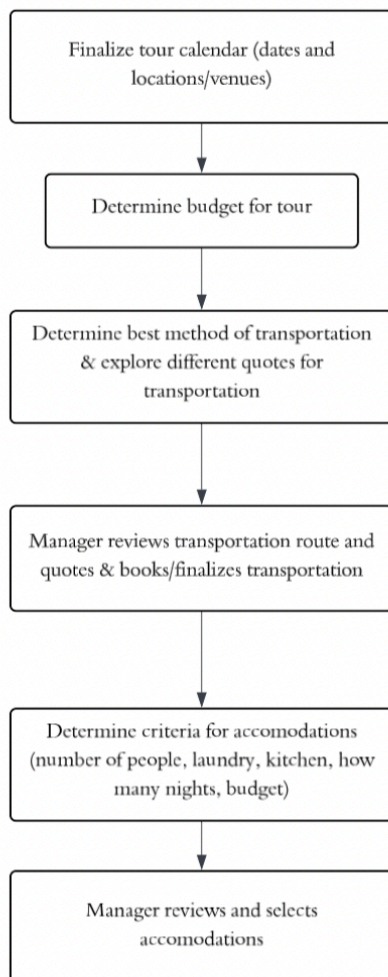 Finalize tour calendar (dates and
locations/venues)
Determine budget for tour
Determine best method of transportation
& explore different quotes for
transportation
Manager reviews transportation route and
quotes & books/finalizes transportation
Determine criteria for accomodations
(number of people, laundry, kitchen, how
many nights, budget)
Manager reviews and selects
accomodations